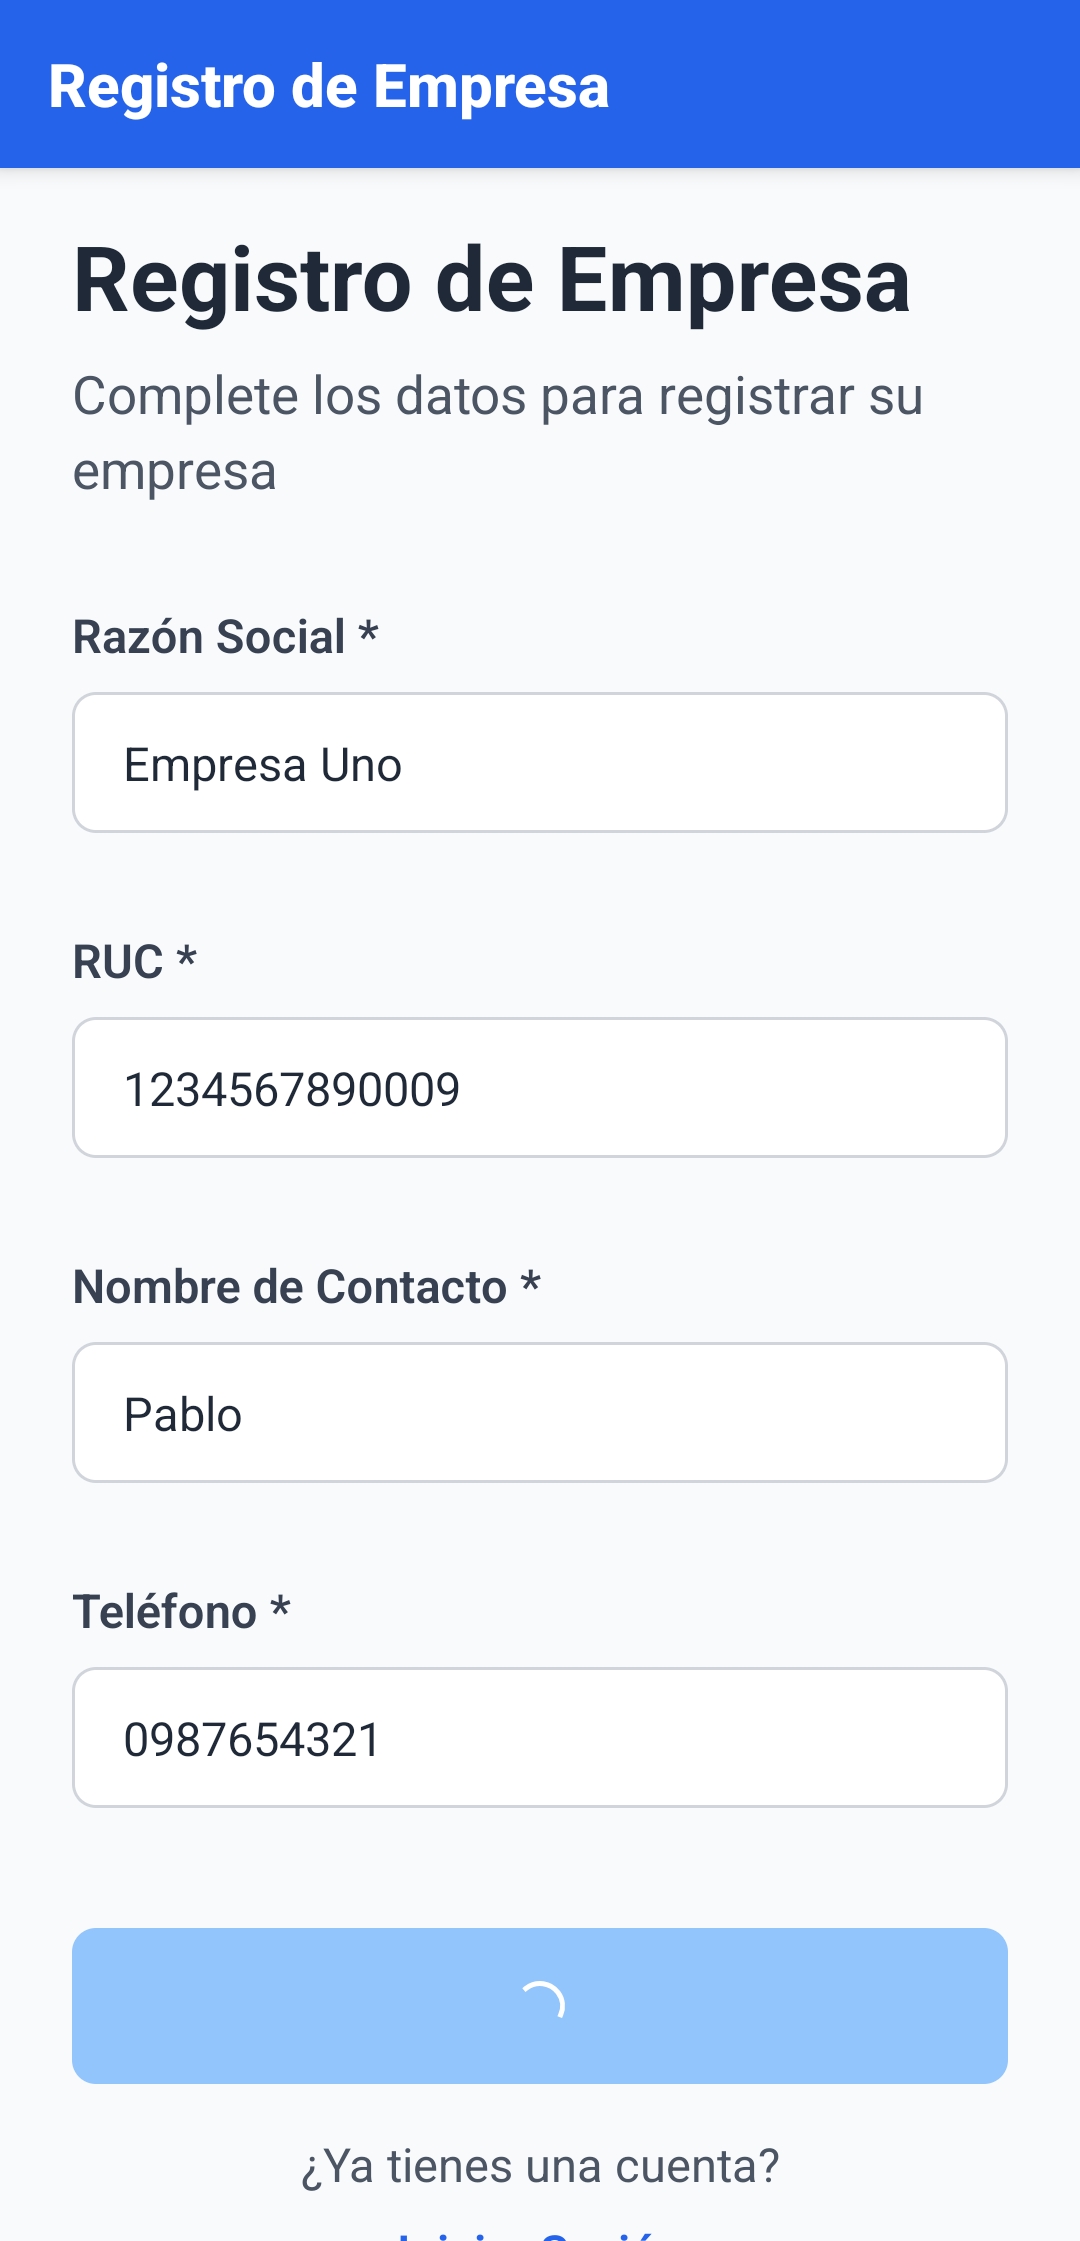 Registro de Empresa
Registro de Empresa
Complete los datos para registrar su
empresa
Razón Social *
Empresa Uno
RUC *
1234567890009
Nombre de Contacto *
Pablo
Teléfono *
0987654321
¿Ya tienes una cuenta?